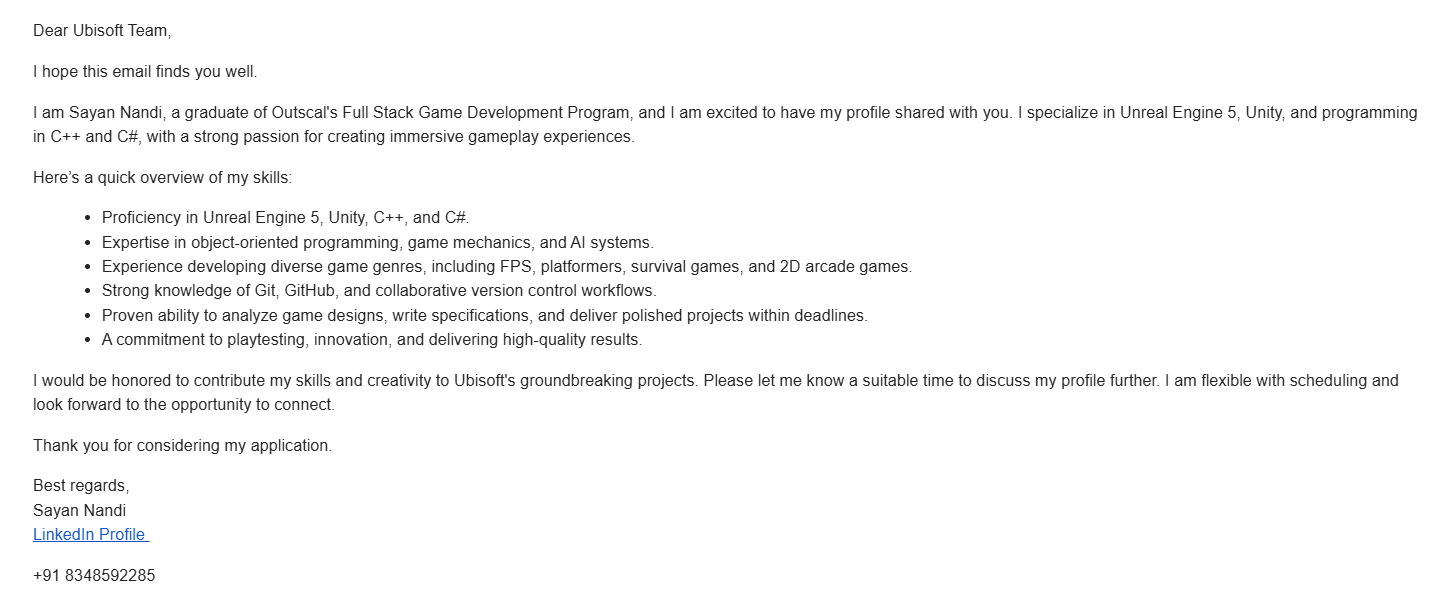 Dear Ubisoft Team,
I hope this email finds you well.
I am Sayan Nandi, a graduate of Outscal's Full Stack Game Development Program, and I am excited to have my profile shared with you. I specialize in Unreal Engine 5, Unity, and programming
in C++ and C#, with a strong passion for creating immersive gameplay experiences.
Here’s a quick overview of my skills:
• Proficiency in Unreal Engine 5, Unity, C++, and C#.
• Expertise in object-oriented programming, game mechanics, and AI systems.
• Experience developing diverse game genres, including FPS, platformers, survival games, and 2D arcade games.
• Strong knowledge of Git, GitHub, and collaborative version control workflows.
• Proven ability to analyze game designs, write specifications, and deliver polished projects within deadlines.
• A commitment to playtesting, innovation, and delivering high-quality results.
I would be honored to contribute my skills and creativity to Ubisoft's groundbreaking projects. Please let me know a suitable time to discuss my profile further. I am flexible with scheduling and
look forward to the opportunity to connect.
Thank you for considering my application.
Best regards,
Sayan Nandi
LinkedIn Profile
+91 8348592285